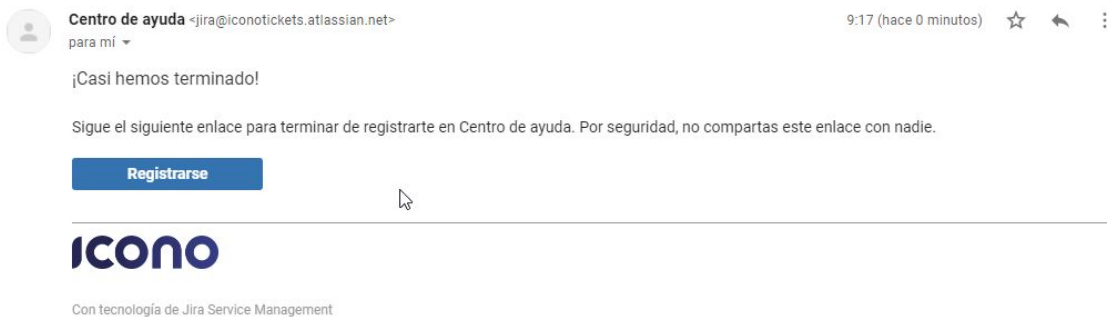 Centro de ayuda <jira@iconotickets.atlassian.net>
9:17 (hace 0 minutos)
para mí
¡Casi hemos terminado!
Sigue el siguiente enlace para terminar de registrarte en Centro de ayuda. Por seguridad, no compartas este enlace con nadie.
Registrarse
ICONO
Con tecnología de Jira Service Management